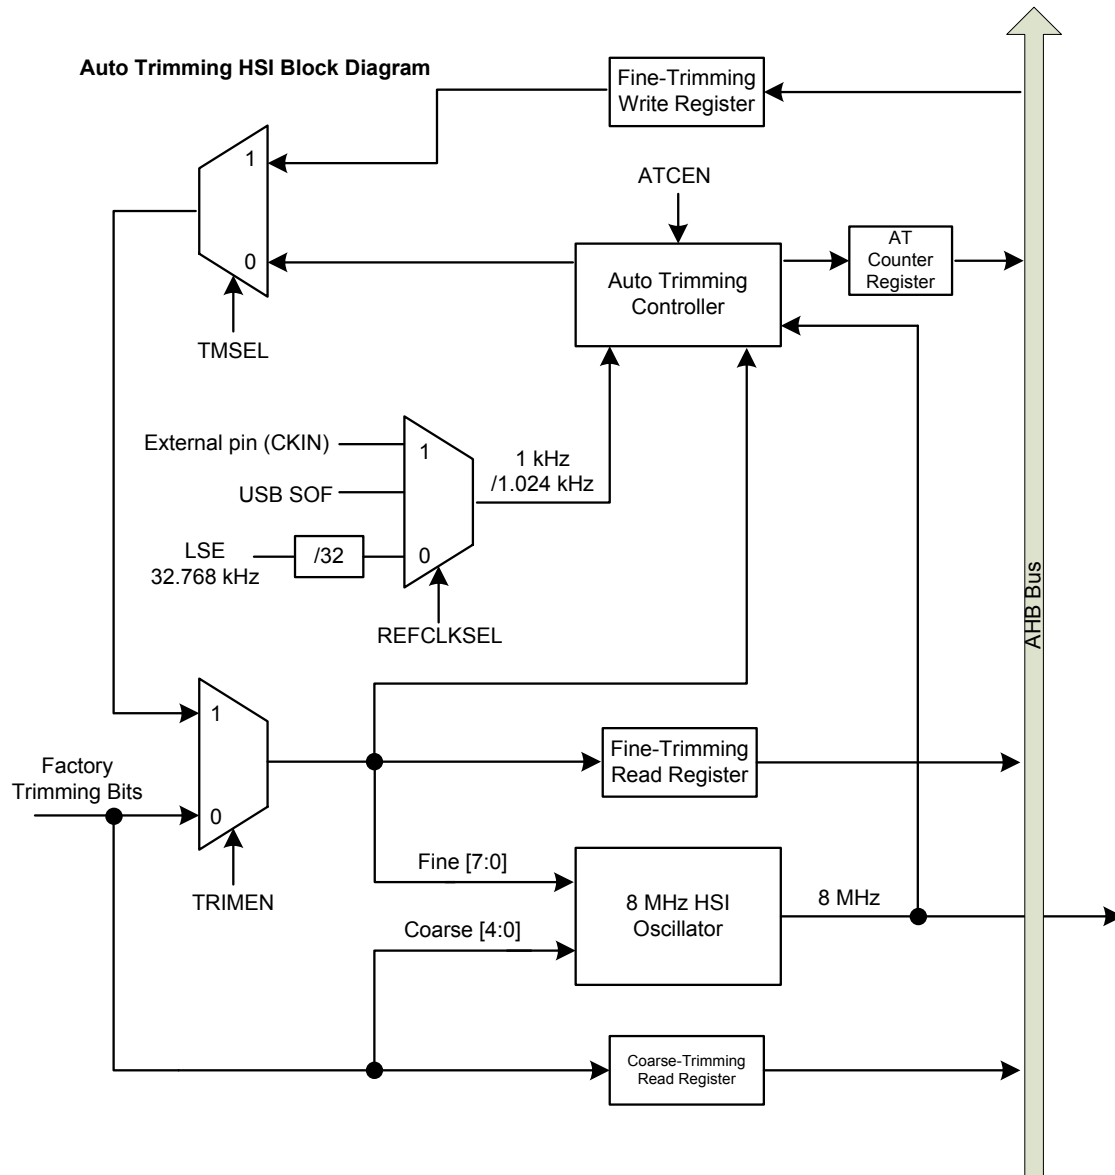 Auto Trimming HSI Block Diagram
Fine-Trimming
Write Register
1
ATCEN
0
Auto Trimming
Controller
AT
Counter
Register
TMSEL
External pin (CKIN)
1
1 kHz
/1.024 kHz
USB SOF
LSE
32.768 kHz
/32
0
REFCLKSEL
AHB Bus
1
Factory
Trimming Bits
0
Fine-Trimming
Read Register
TRIMEN
Fine [7:0]
Coarse [4:0]
8 MHz HSI
Oscillator
8 MHz
Coarse-Trimming
Read Register